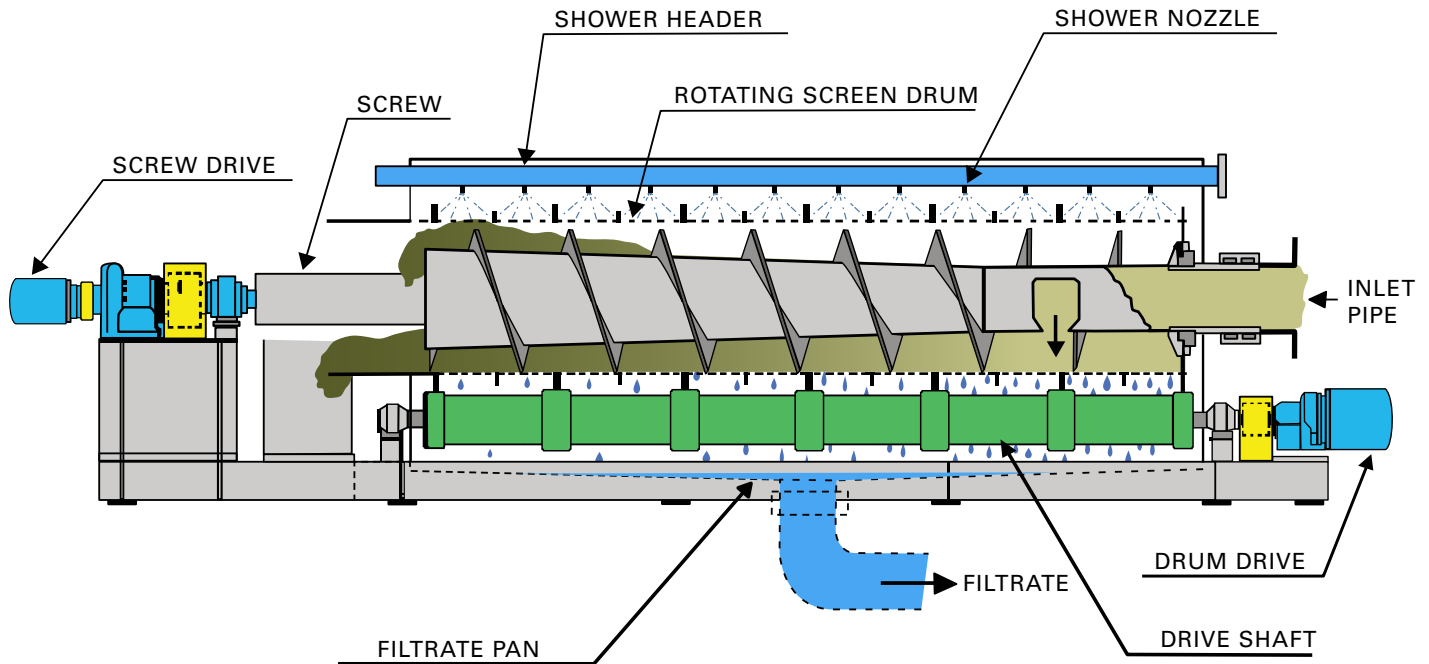 SHOWER HEADER
SHOWER NOZZLE
SCREW
ROTATING SCREEN DRUM
SCREW DRIVE
INLET
PIPE
DRUM DRIVE
FILTRATE
DRIVE SHAFT
FILTRATE PAN